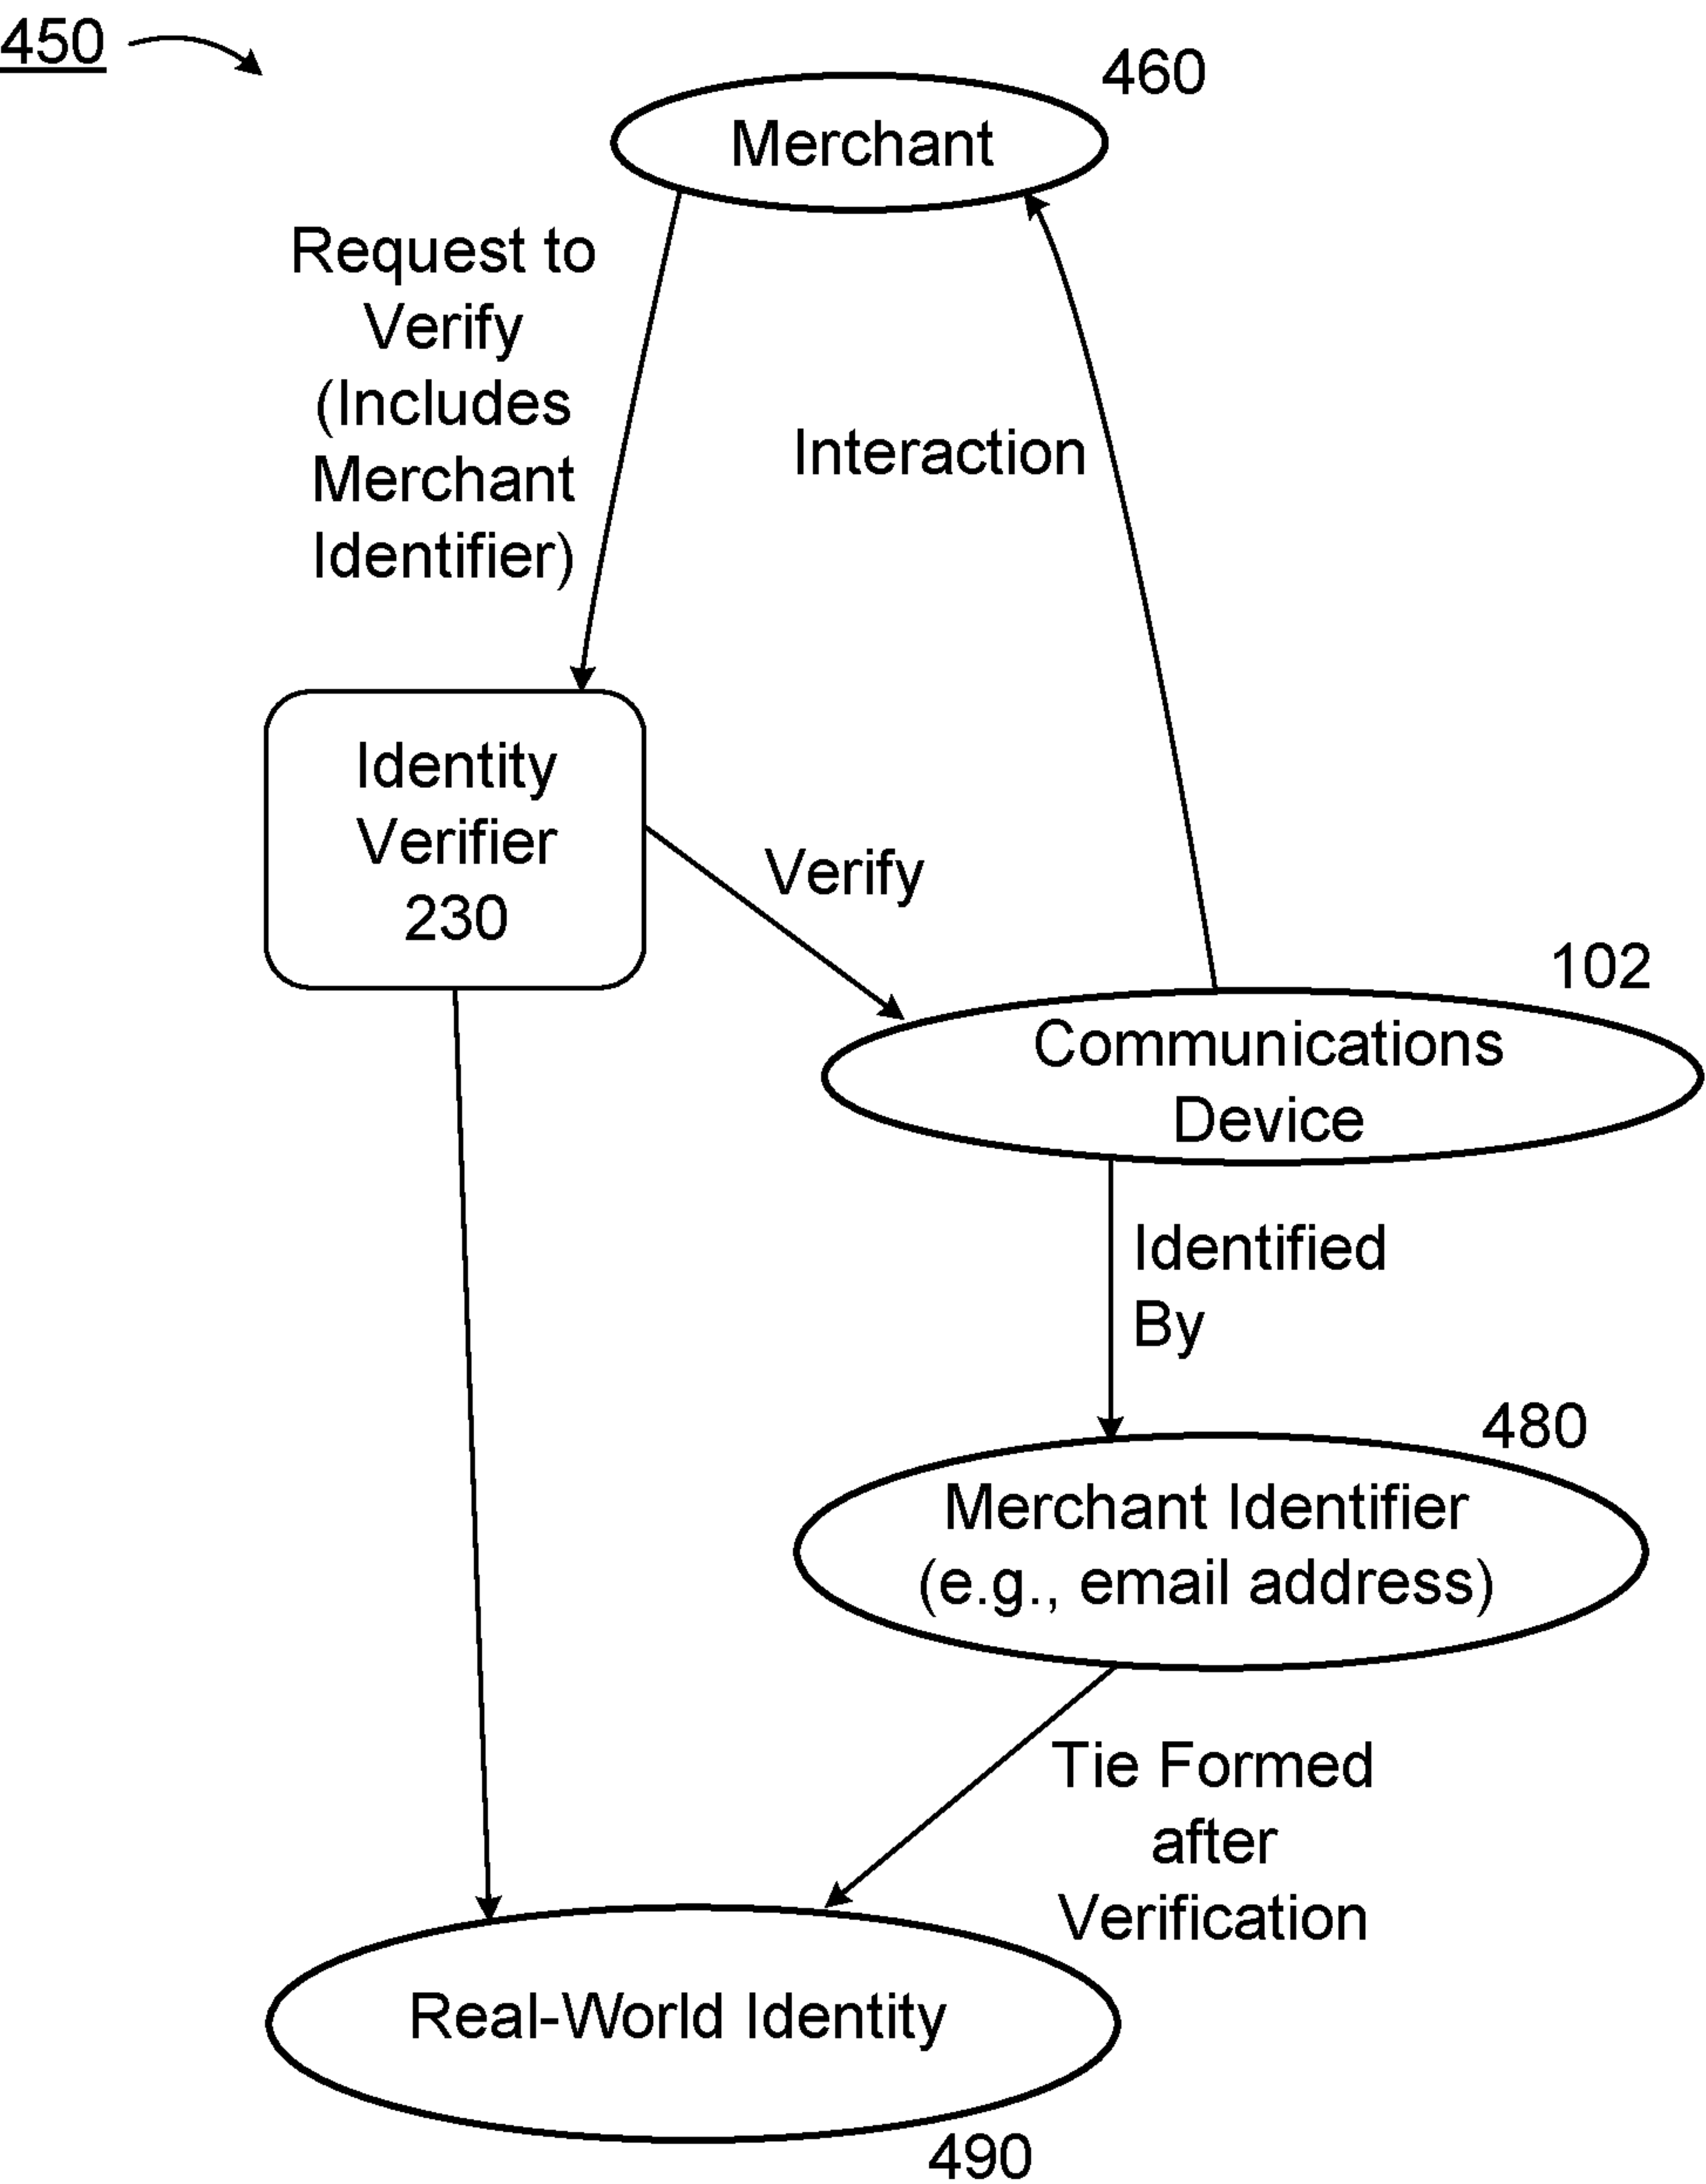 450
460
Merchant
Request to
Verify
(Includes
Merchant
Identifier)
Interaction
Identity
Verifier
230
Verify
102
Communications
Device
Identified
By
480
Merchant Identifier
(e.g., email address)
Tie Formed
after
Verification
Real-World Identity
490